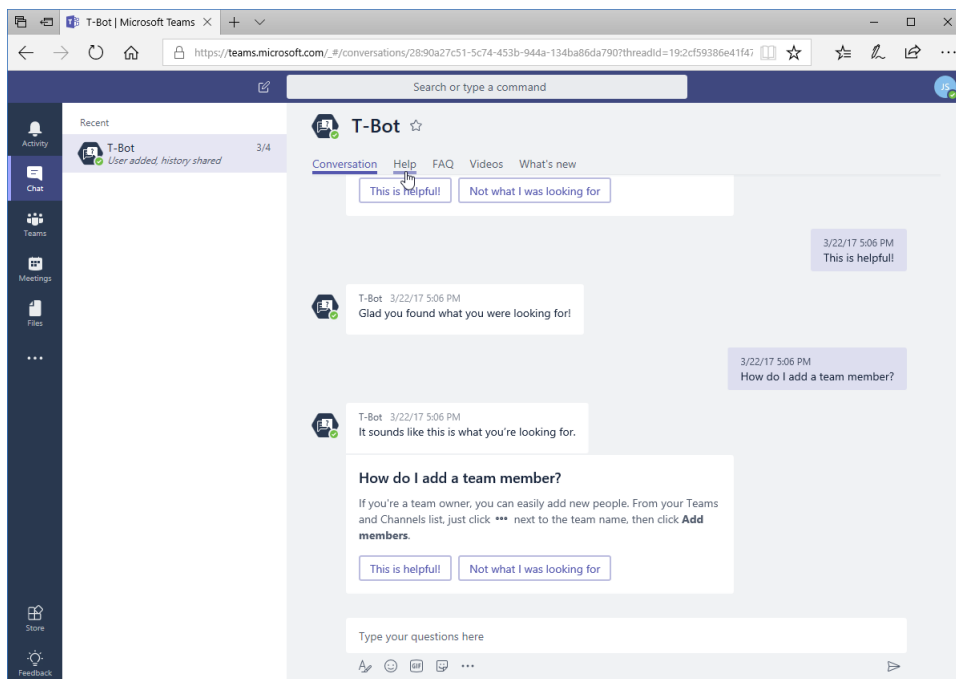 T-Bot | Microsoft Teams
https://teams.microsoft.com/_#/conversations/28:90a27c51-5c74-453b-944a-134ba86da790?threadId=19:2cf59386e41f47
Search or type a command
JS
Activity
Chat
Teams
Meetings
Files
Store
Feedback
Recent
T-Bot 3/4
User added, history shared
T-Bot
Conversation Help FAQ Videos What's new
This is helpful! Not what I was looking for
3/22/17 5:06 PM
This is helpful!
T-Bot 3/22/17 5:06 PM
Glad you found what you were looking for!
3/22/17 5:06 PM
How do I add a team member?
T-Bot 3/22/17 5:06 PM
It sounds like this is what you're looking for.
How do I add a team member?
If you're a team owner, you can easily add new people. From your Teams
and Channels list, just click ••• next to the team name, then click Add
members.
This is helpful! Not what I was looking for
Type your questions here
GIF